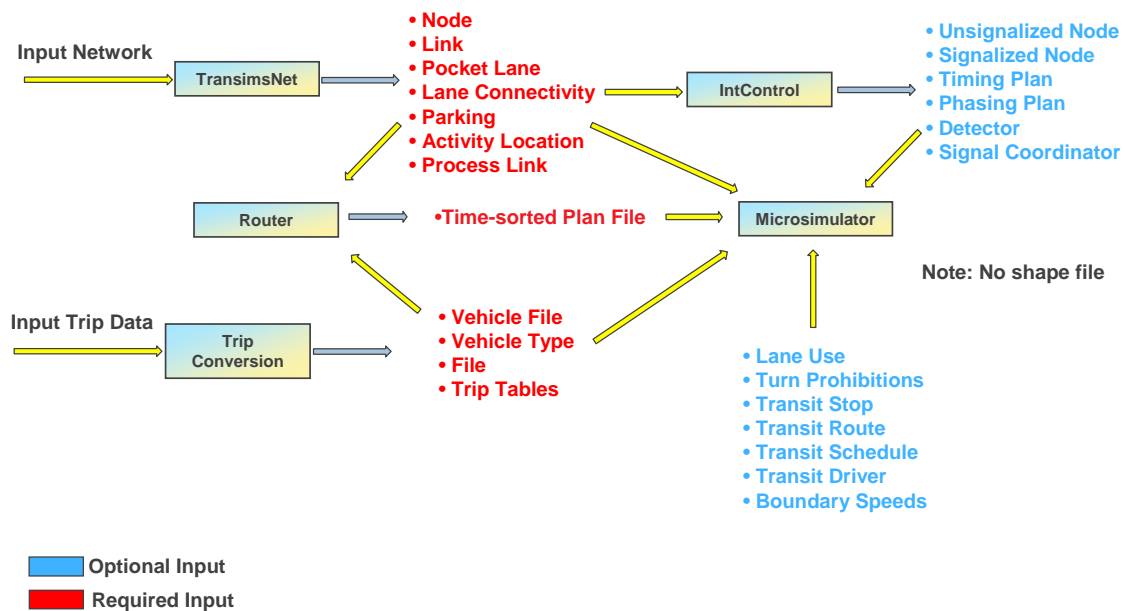 Input Network
TransimsNet
• Node
• Link
• Pocket Lane
• Lane Connectivity
• Parking
• Activity Location
• Process Link
IntControl
• Unsignalized Node
• Signalized Node
• Timing Plan
• Phasing Plan
• Detector
• Signal Coordinator
Router
•Time-sorted Plan File
Microsimulator
Note: No shape file
Input Trip Data
Trip
Conversion
• Vehicle File
• Vehicle Type
• File
• Trip Tables
• Lane Use
• Turn Prohibitions
• Transit Stop
• Transit Route
• Transit Schedule
• Transit Driver
• Boundary Speeds
Optional Input
Required Input